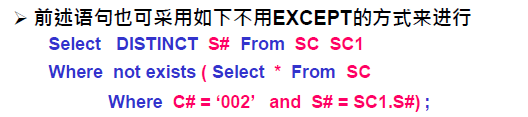 ➢ 前述语句也可采用如下不用EXCEPT的方式来进行
Select DISTINCT S# From SC SC1
Where not exists ( Select * From SC
Where C# = ‘002’ and S# = SC1.S#) ;